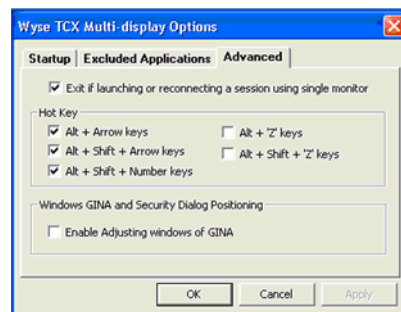 Wyse TCX Multi-display Options
Startup Excluded Applications Advanced
Exit if launching or reconnecting a session using single monitor
Hot Key
Alt + Arrow keys Alt + 'Z' keys
Alt + Shift + Arrow keys Alt + Shift + 'Z' keys
Alt + Shift + Number keys
Windows GINA and Security Dialog Positioning
Enable Adjusting windows of GINA
OK Cancel Apply